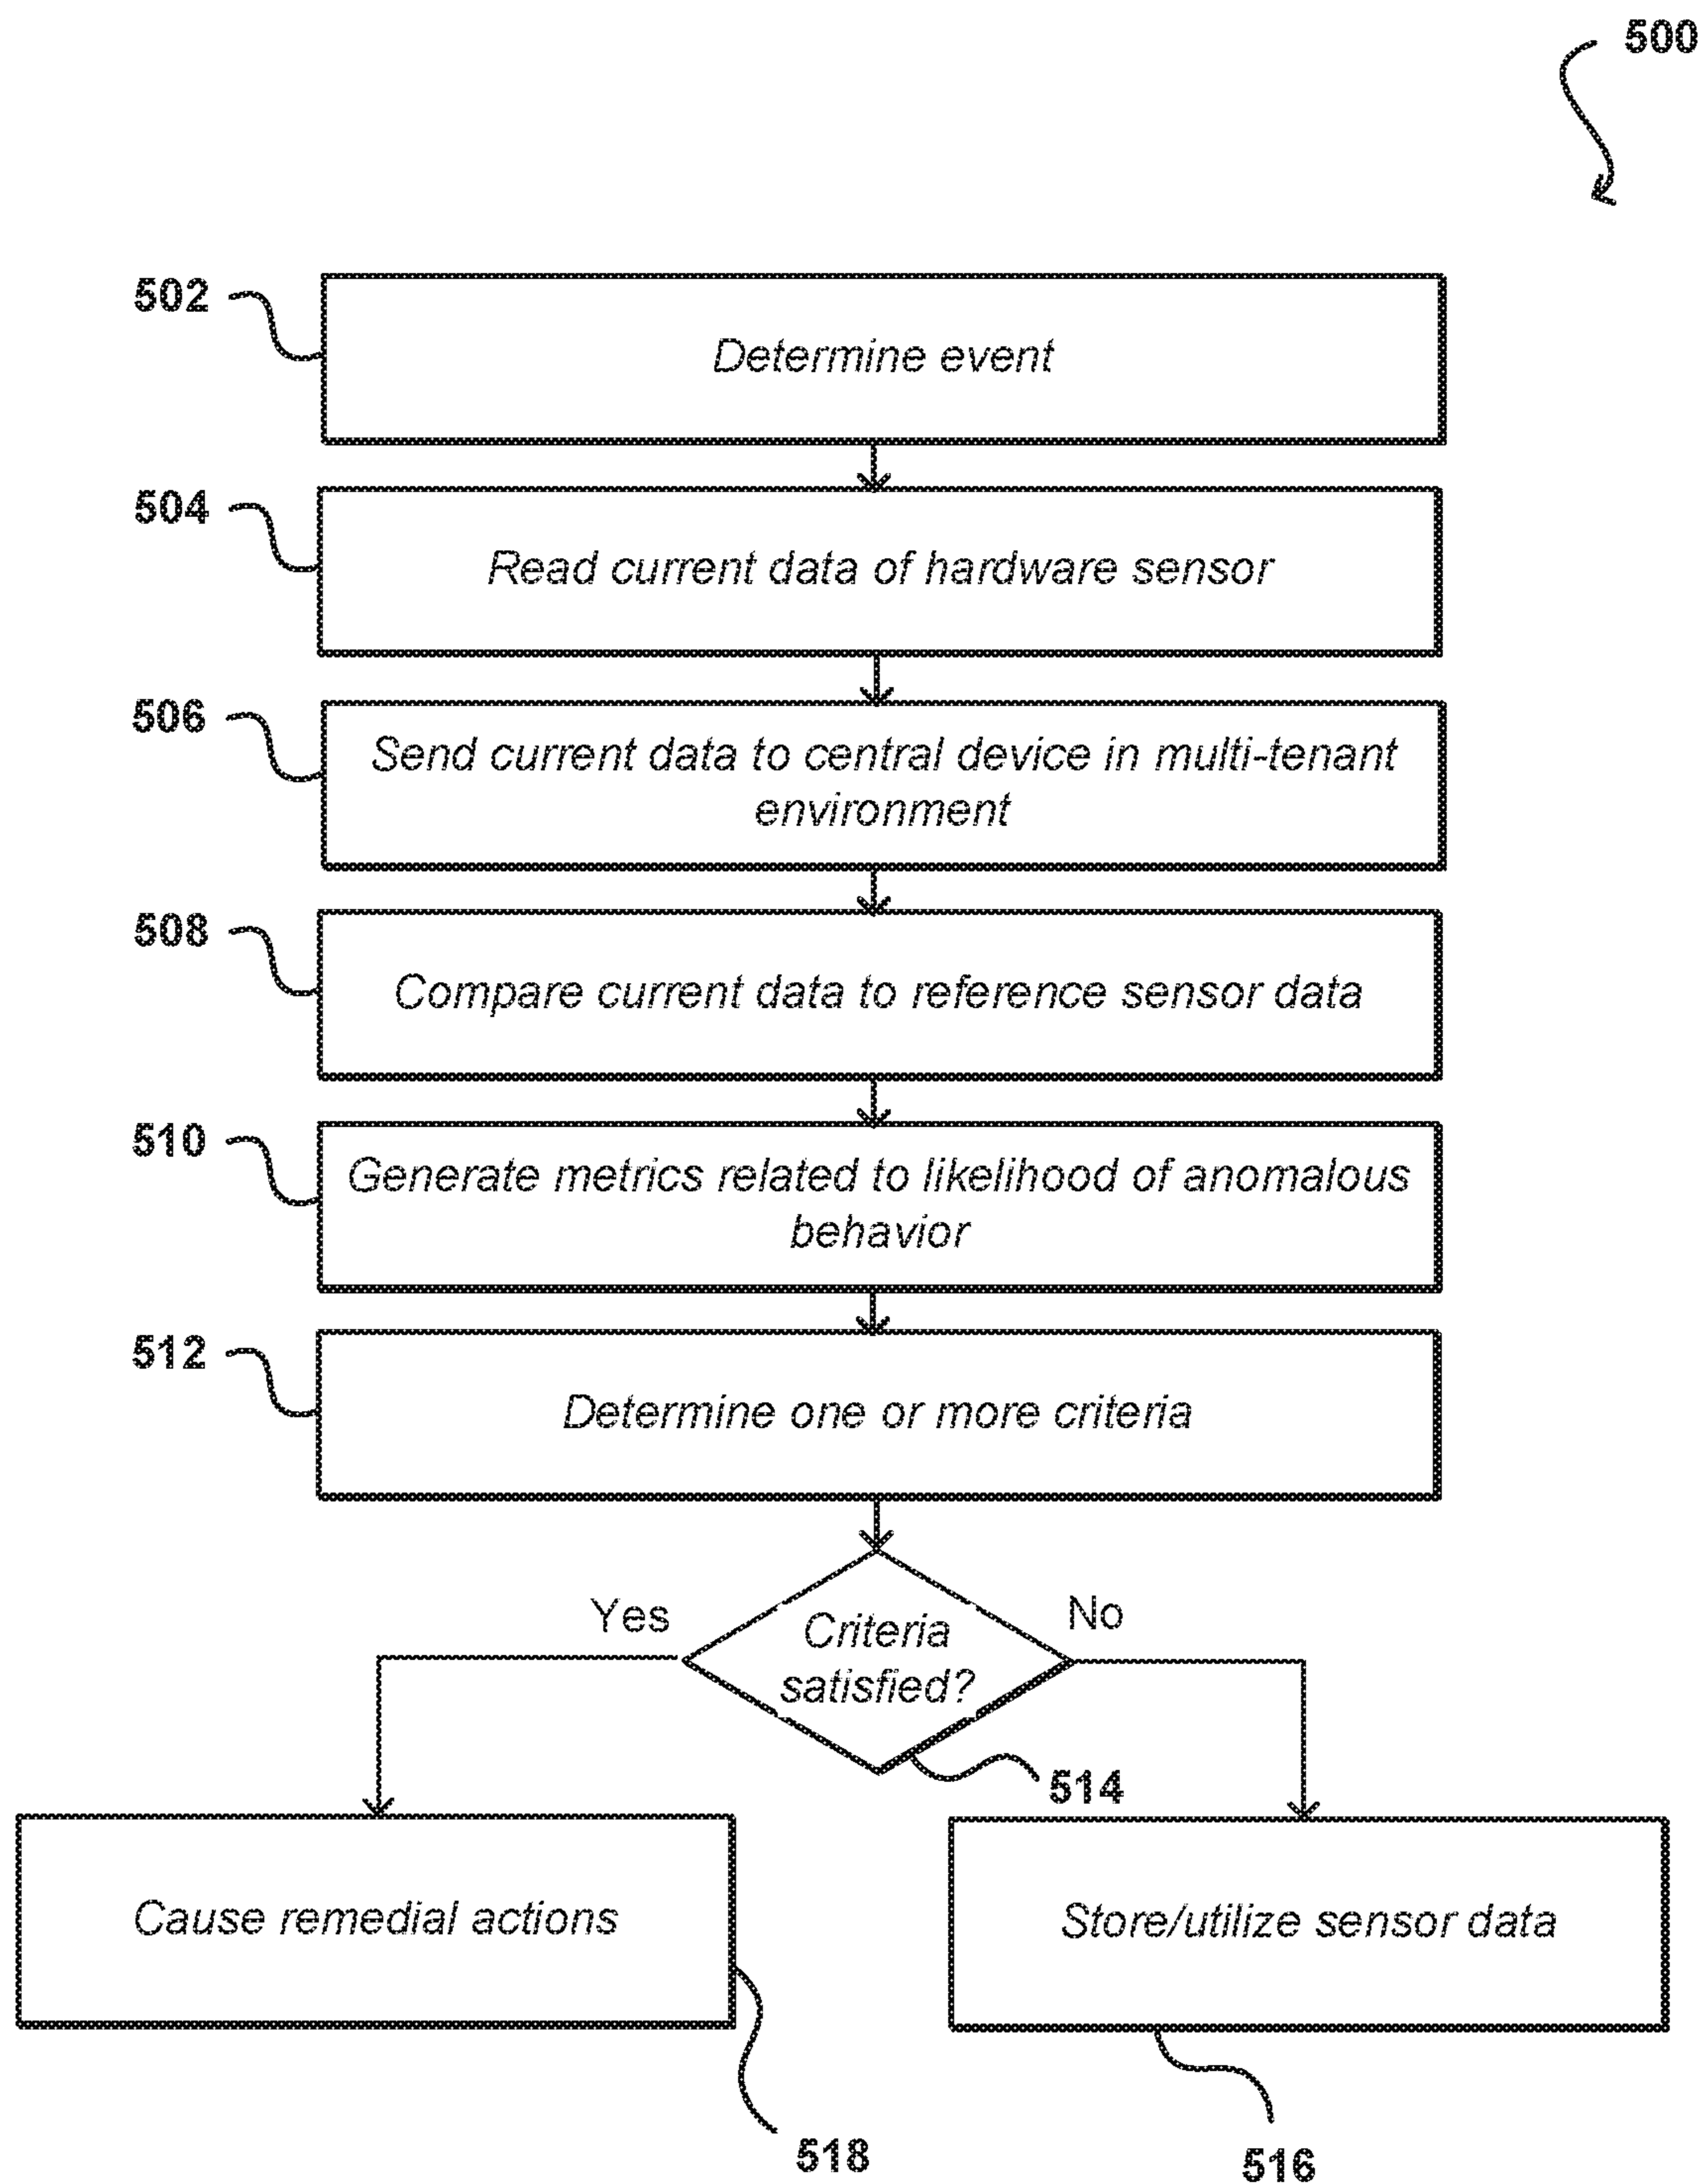 500
502
Determine event
504
Read current data of hardware sensor
506
Send current data to central device in multi-tenant
environment
508
Compare current data to reference sensor data
510
Generate metrics related to likelihood of anomalous
behavior
512
Determine one or more criteria
Yes
No
Criteria
satisfied?
514
Cause remedial actions
Store/utilize sensor data
518
516